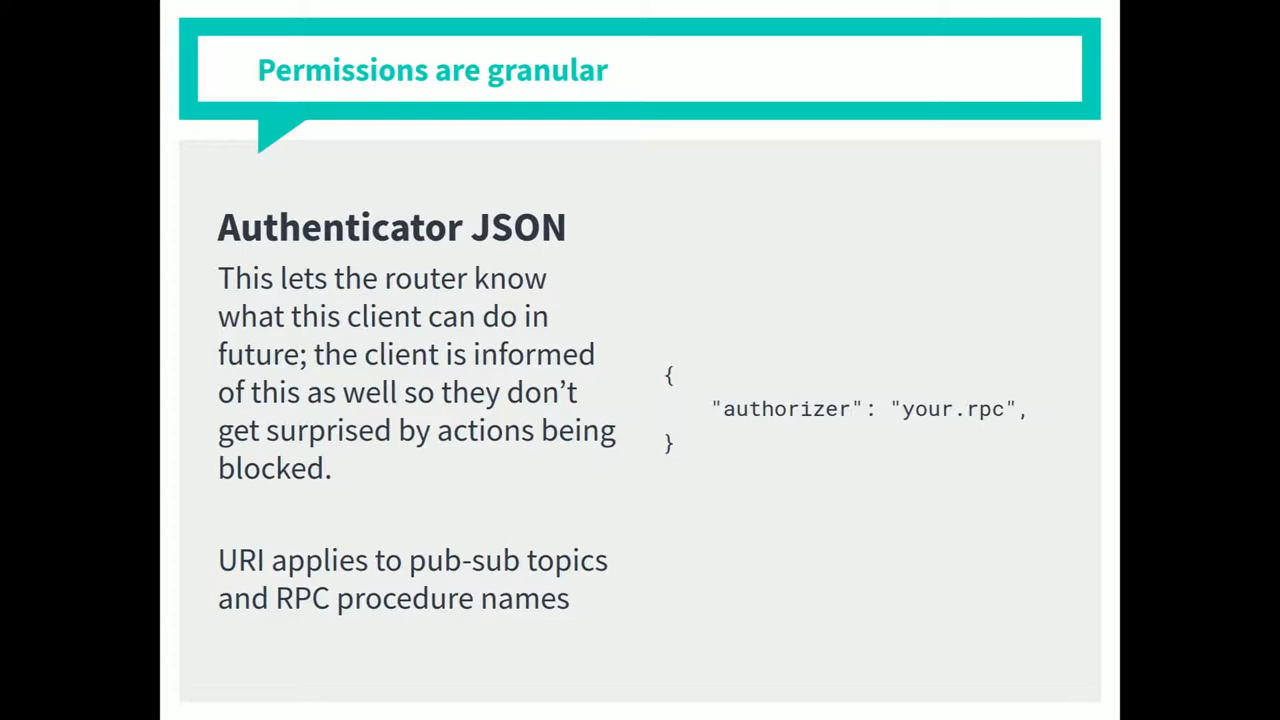 Permissions are granular
Authenticator JSON
This lets the router know
what this client can do in
future; the client is informed
of this as well so they don’t
get surprised by actions being
blocked.
URI applies to pub-sub topics
and RPC procedure names
{
    "authorizer": "your.rpc",
}